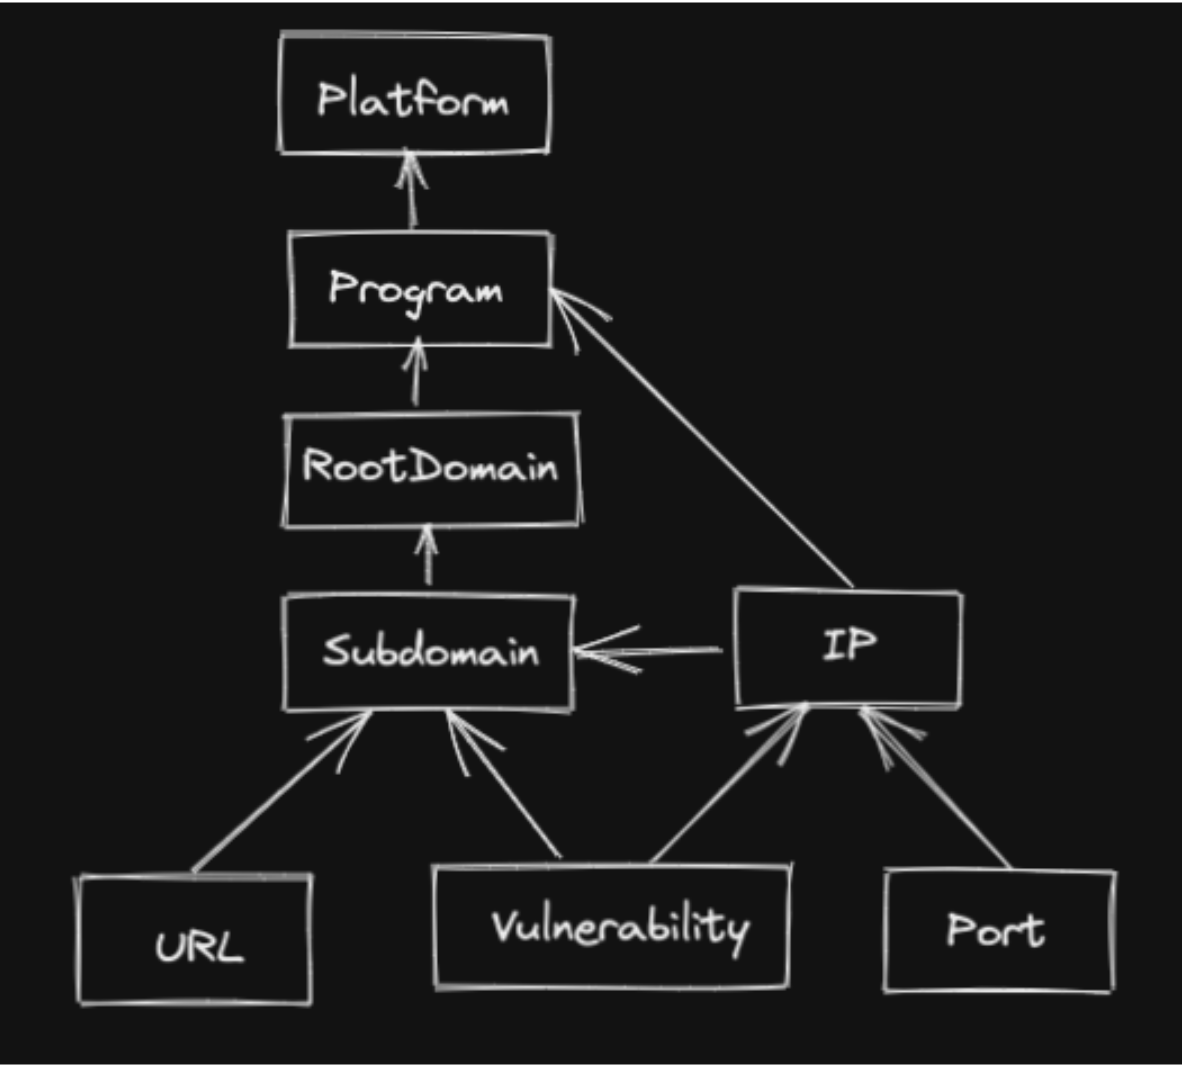 Platform
Program
RootDomain
Subdomain
IP
URL
Vulnerability
Port